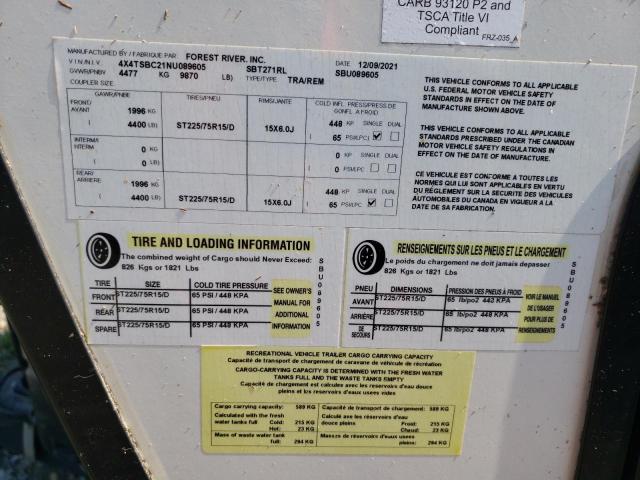 CARB 93120 P2 and
TSCA Title VI
Compliant
FRZ-035_A
MANUFACTURED BY / FABRIQUE PAR FOREST RIVER, INC.
V I N / N.I.V. 4X4TSBC21NU089605 DATE 12/09/2021
GVWR/PNBV 4477 KG 9870 LB) SBT271RL SBU089605
COUPLER SIZE TYPE/TYPE TRA/REM
GAWR/PNBE TIRES/PNEU RIMS/JANTE COLD INFL. PRESS/PRESS DE
GONFL. A FROID
FRONT/
AVANT 1996 KG 448 KP SINGLE DUAL
( 4400 LB) ST225/75R15/D 15X6.0J ( 65 PSI/LPC)
INTERM/
INTERM 0 KG 0 KP SINGLE DUAL
( 0 LB) ( 0 PSI/LPC)
REAR/
ARRIERE 1996 KG 448 KP SINGLE DUAL
( 4400 LB) ST225/75R15/D 15X6.0J ( 65 PSI/LPC
THIS VEHICLE CONFORMS TO ALL APPLICABLE
U.S. FEDERAL MOTOR VEHICLE SAFETY
STANDARDS IN EFFECT ON THE DATE OF
MANUFACTURE SHOWN ABOVE.
THIS VEHICLE CONFORMS TO ALL APPLICABLE
STANDARDS PRESCRIBED UNDER THE CANADIAN
MOTOR VEHICLE SAFETY REGULATIONS IN
EFFECT ON THE DATE OF MANUFACTURE.
CE VÉHICULE EST CONFORME A TOUTES LES
NORMES QUI LUI SONT APPLICABLES EN VERTU
DU RÈGLEMENT SUR LA SÉCURITÉ DES VÉHICULES
AUTOMOBILES DU CANADA EN VIGUEUR A LA
DATE DE SA FABRICATION.
TIRE AND LOADING INFORMATION
The combined weight of Cargo should Never Exceed:
826 Kgs or 1821 Lbs
TIRE SIZE COLD TIRE PRESSURE SEE OWNER'S
MANUAL FOR
ADDITIONAL
INFORMATION
FRONT ST225/75R15/D 65 PSI / 448 KPA
REAR ST225/75R15/D 65 PSI / 448 KPA
SPARE ST225/75R15/D 65 PSI / 448 KPA
SBU089605
RENSEIGNEMENTS SUR LES PNEUS ET LE CHARGEMENT
Le poids du chargement ne doit jamais depasser
826 Kgs or 1821 Lbs
PNEU DIMENSIONS PRESSION DES PNEUS À FROID VOIR LE MANUEL
DE L'USAGER
POUR PLUS DE
RENSEIGNEMENTS
AVANT ST225/75R15/D 65 lb/po2 448 KPA
ARRIÈRE ST225/75R15/D 65 lb/po2 448 KPA
DE
SECOURS ST225/75R15/D 65 lb/po2 448 KPA
SBU089605
RECREATIONAL VEHICLE TRAILER CARGO CARRYING CAPACITY
Capacité de transport de cargaison de caravane de véhicule de récréation
CARGO-CARRYING CAPACITY IS DETERMINED WITH THE FRESH WATER
TANKS FULL AND THE WASTE TANKS EMPTY
Capacité de chargement est calculés avec les réservoirs d'eau douce
pleins et les reservoirs d'eaux usees vides
Cargo carrying capacity: 589 KG
Calculated with the fresh
water tanks full Cold: 215 KG
Hot: 23 KG
Mass of waste water tank
full: 294 KG
Capacité de transport de chargement: 589 KG
Calculé avec les réservoirs d'eau
douce pleins Frost: 215 KG
Chaud: 23 KG
Masses de réservoirs d'eaux usees
pleins: 294 KG